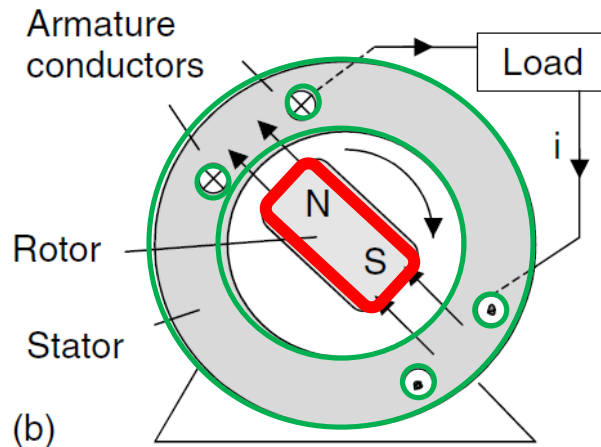 Armature
conductors
Load
i
N
S
Rotor
Stator
(b)